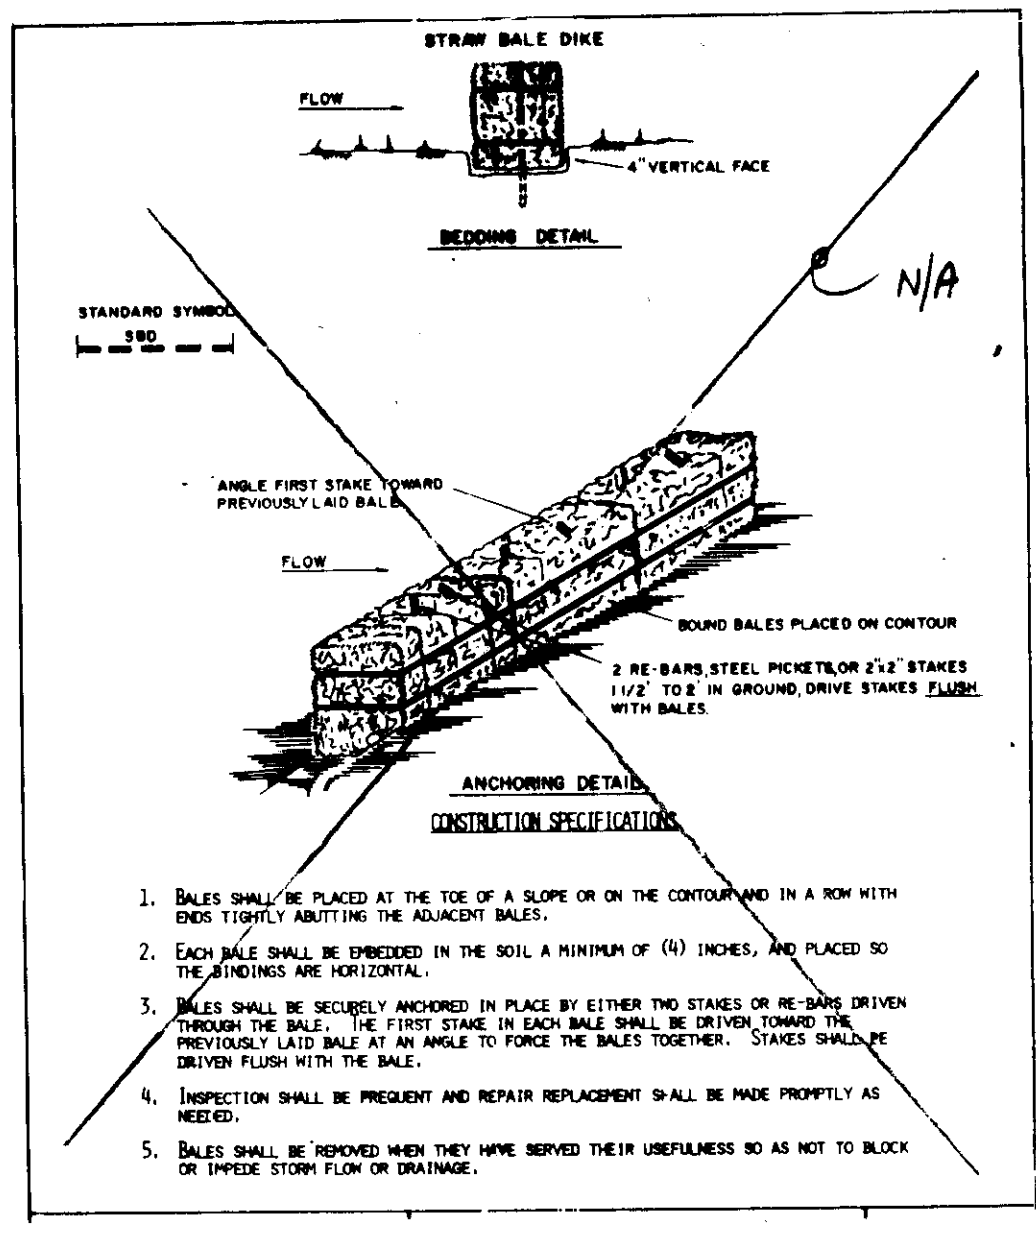 STRAW BALE DIKE
FLOW
4" VERTICAL FACE
BEDDING DETAIL
N/A
STANDARD SYMBOL
SBD
ANGLE FIRST STAKE TOWARD
PREVIOUSLY LAID BALE
FLOW
BOUND BALES PLACED ON CONTOUR
2 RE-BARS, STEEL PICKETS, OR 2"x2" STAKES
1 1/2' TO 2' IN GROUND, DRIVE STAKES FLUSH
WITH BALES.
ANCHORING DETAIL
CONSTRUCTION SPECIFICATIONS
1. BALES SHALL BE PLACED AT THE TOE OF A SLOPE OR ON THE CONTOUR AND IN A ROW WITH
ENDS TIGHTLY ABUTTING THE ADJACENT BALES.
2. EACH BALE SHALL BE EMBEDDED IN THE SOIL A MINIMUM OF (4) INCHES, AND PLACED SO
THE BINDINGS ARE HORIZONTAL.
3. BALES SHALL BE SECURELY ANCHORED IN PLACE BY EITHER TWO STAKES OR RE-BARS DRIVEN
THROUGH THE BALE. THE FIRST STAKE IN EACH BALE SHALL BE DRIVEN TOWARD THE
PREVIOUSLY LAID BALE AT AN ANGLE TO FORCE THE BALES TOGETHER. STAKES SHALL BE
DRIVEN FLUSH WITH THE BALE.
4. INSPECTION SHALL BE FREQUENT AND REPAIR REPLACEMENT SHALL BE MADE PROMPTLY AS
NEEDED.
5. BALES SHALL BE REMOVED WHEN THEY HAVE SERVED THEIR USEFULNESS SO AS NOT TO BLOCK
OR IMPEDE STORM FLOW OR DRAINAGE.